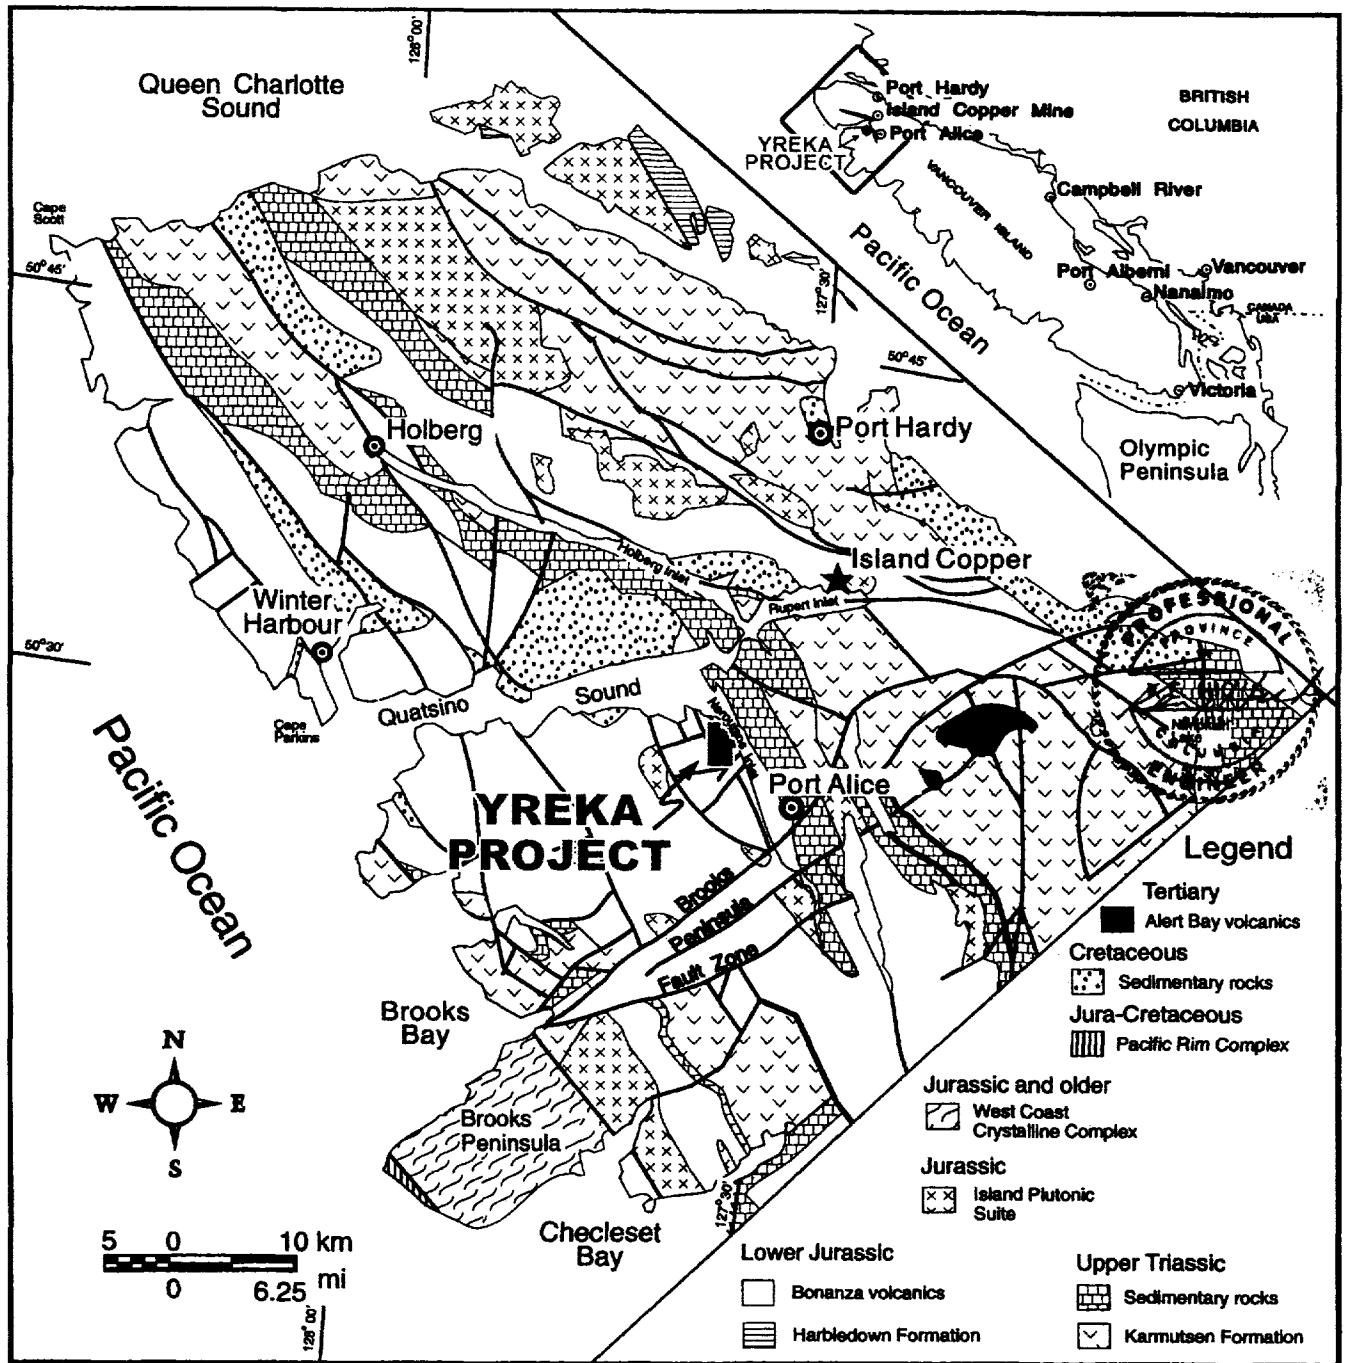 128°00'
Queen Charlotte
Sound
Port Hardy
Island Copper Mine
Port Alice
YREKA
PROJECT
BRITISH
COLUMBIA
VANCOUVER ISLAND
Campbell River
Pacific Ocean
Port Alberni
Vancouver
Nanaimo
CANADA
USA
Victoria
Olympic
Peninsula
Cape
Scott
50°45'
127°30'
50°45'
Holberg
Port Hardy
Island Copper
Holberg Inlet
Rupert Inlet
Winter
Harbour
50°30'
Cape
Parkins
Quatsino
Sound
Neroutsos Inlet
PROFESSIONAL
PROVINCE
ENGINEER
Port Alice
YREKA
PROJECT
Pacific Ocean
Brooks
Peninsula
Fault Zone
Brooks
Bay
Brooks
Peninsula
Checleset
Bay
127°30'
128°00'
N
W
E
S
5 0 10 km
0 6.25 mi
Legend
Tertiary
Alert Bay volcanics
Cretaceous
Sedimentary rocks
Jura-Cretaceous
Pacific Rim Complex
Jurassic and older
West Coast
Crystalline Complex
Jurassic
Island Plutonic
Suite
Lower Jurassic
Bonanza volcanics
Harbledown Formation
Upper Triassic
Sedimentary rocks
Karmutsen Formation